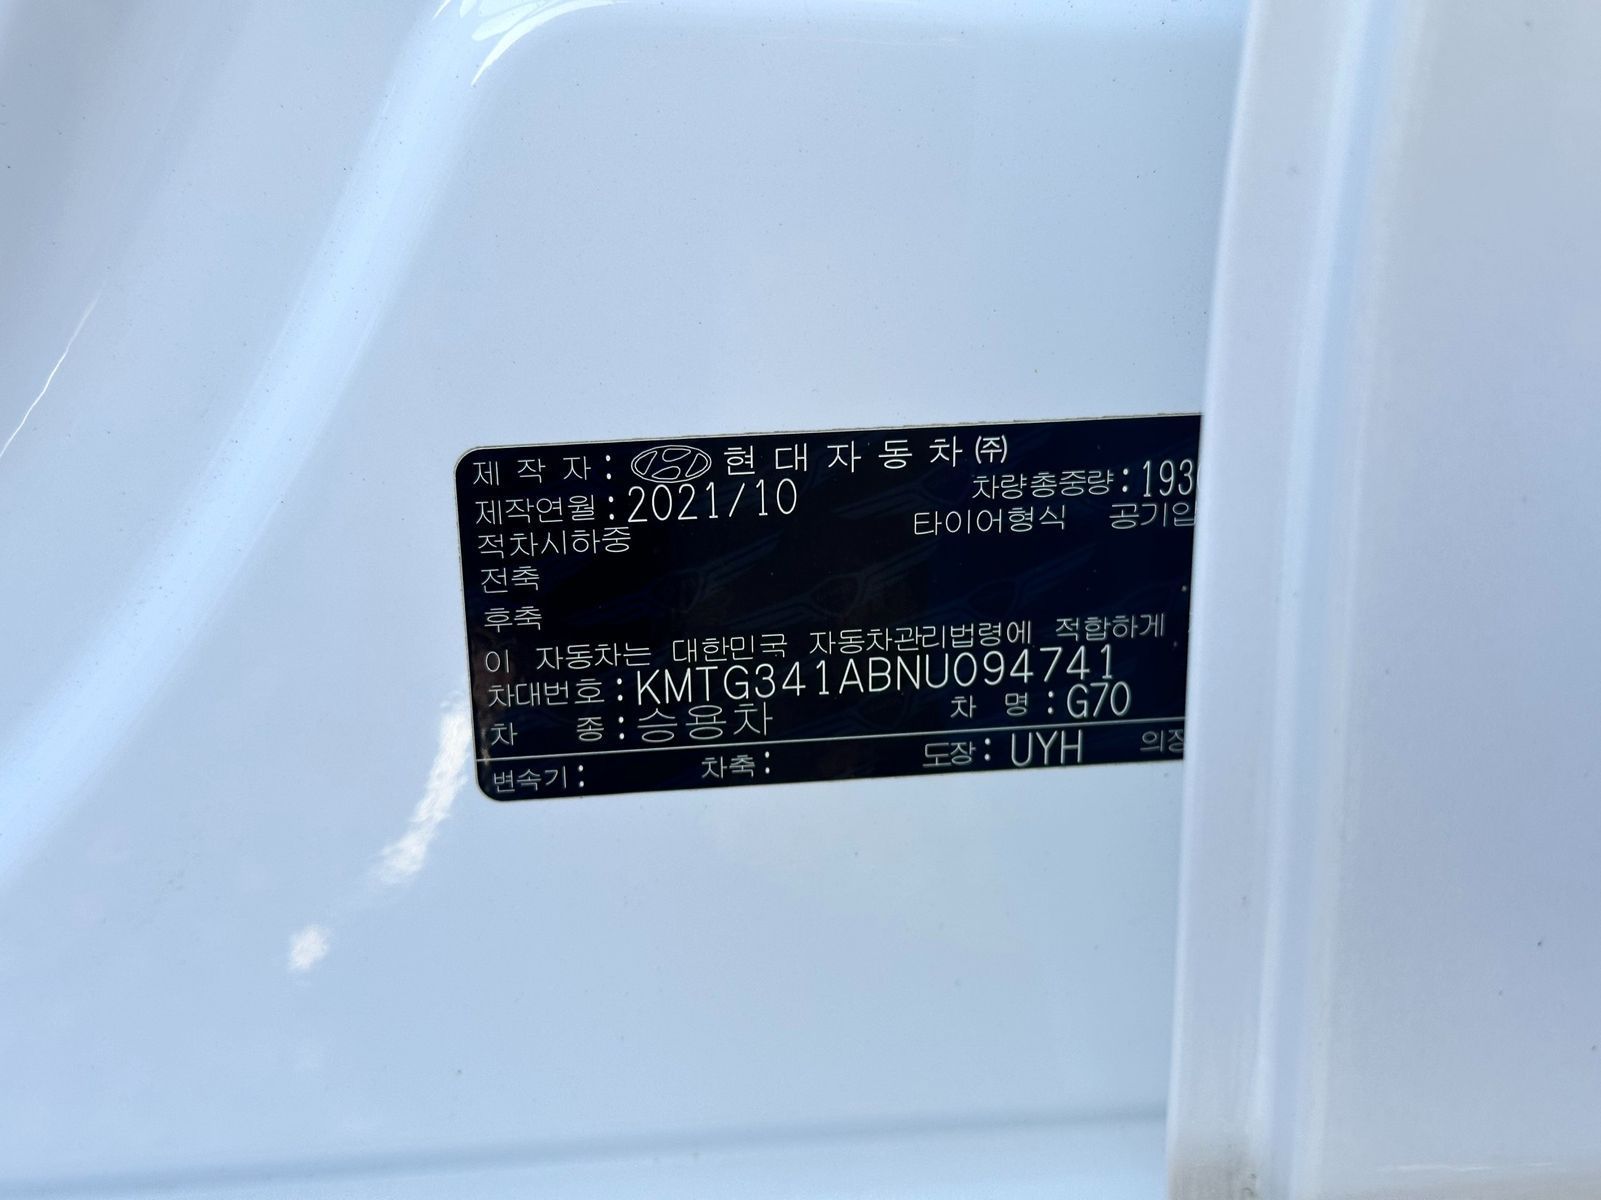 제 작 자 : 현 대 자 동 차 ㈜
제작연월 : 2021/10 차량총중량 : 193
적차시하중 타이어형식 공기압
전축
후축
이 자동차는 대한민국 자동차관리법령에 적합하게
차대번호 : KMTG341ABNU094741
차 종 : 승용차 차 명 : G70
변속기 : 차축 : 도장 : UYH 의장